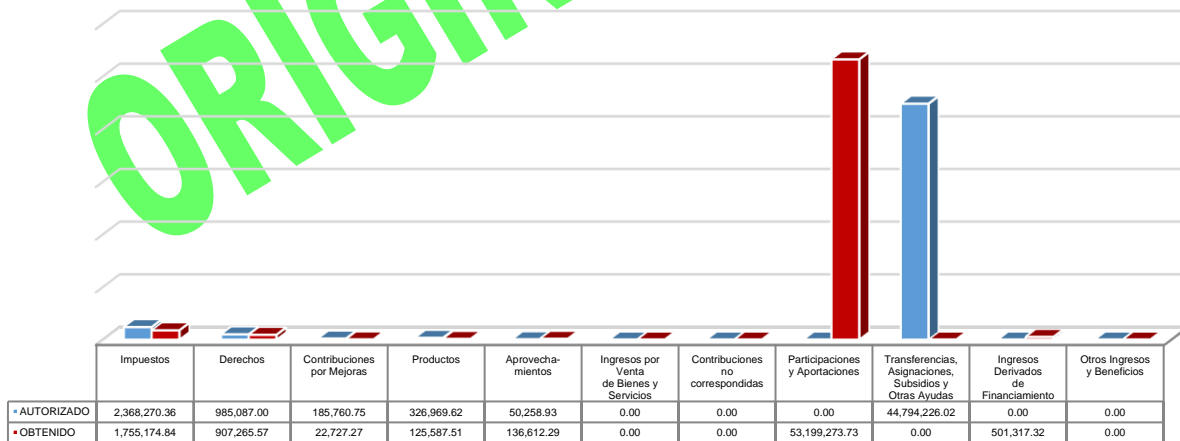 ORIGIN
Impuestos
Derechos
Contribuciones
por Mejoras
Productos
Aprovecha-
mientos
Ingresos por
Venta
de Bienes y
Servicios
Contribuciones
no
correspondidas
Participaciones
y Aportaciones
Transferencias,
Asignaciones,
Subsidios y
Otras Ayudas
Ingresos
Derivados
de
Financiamiento
Otros Ingresos
y Beneficios
AUTORIZADO 2,368,270.36 985,087.00 185,760.75 326,969.62 50,258.93 0.00 0.00 0.00 44,794,226.02 0.00 0.00
OBTENIDO 1,755,174.84 907,265.57 22,727.27 125,587.51 136,612.29 0.00 0.00 53,199,273.73 0.00 501,317.32 0.00